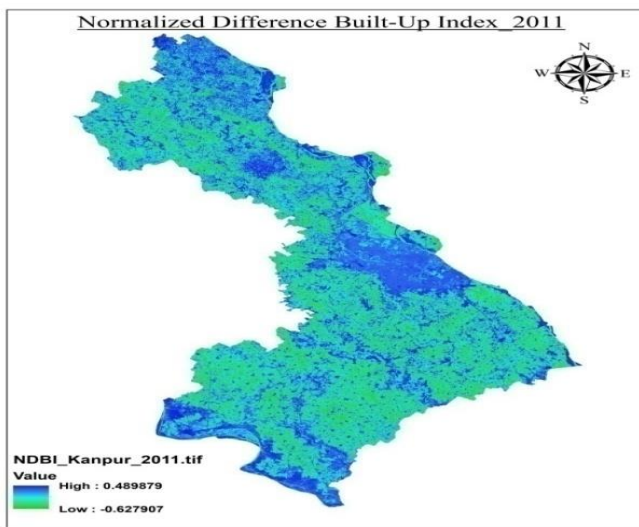 Normalized Difference Built-Up Index_2011
N
W E
S
NDBI_Kanpur_2011.tif
Value
High : 0.489879
Low : -0.627907